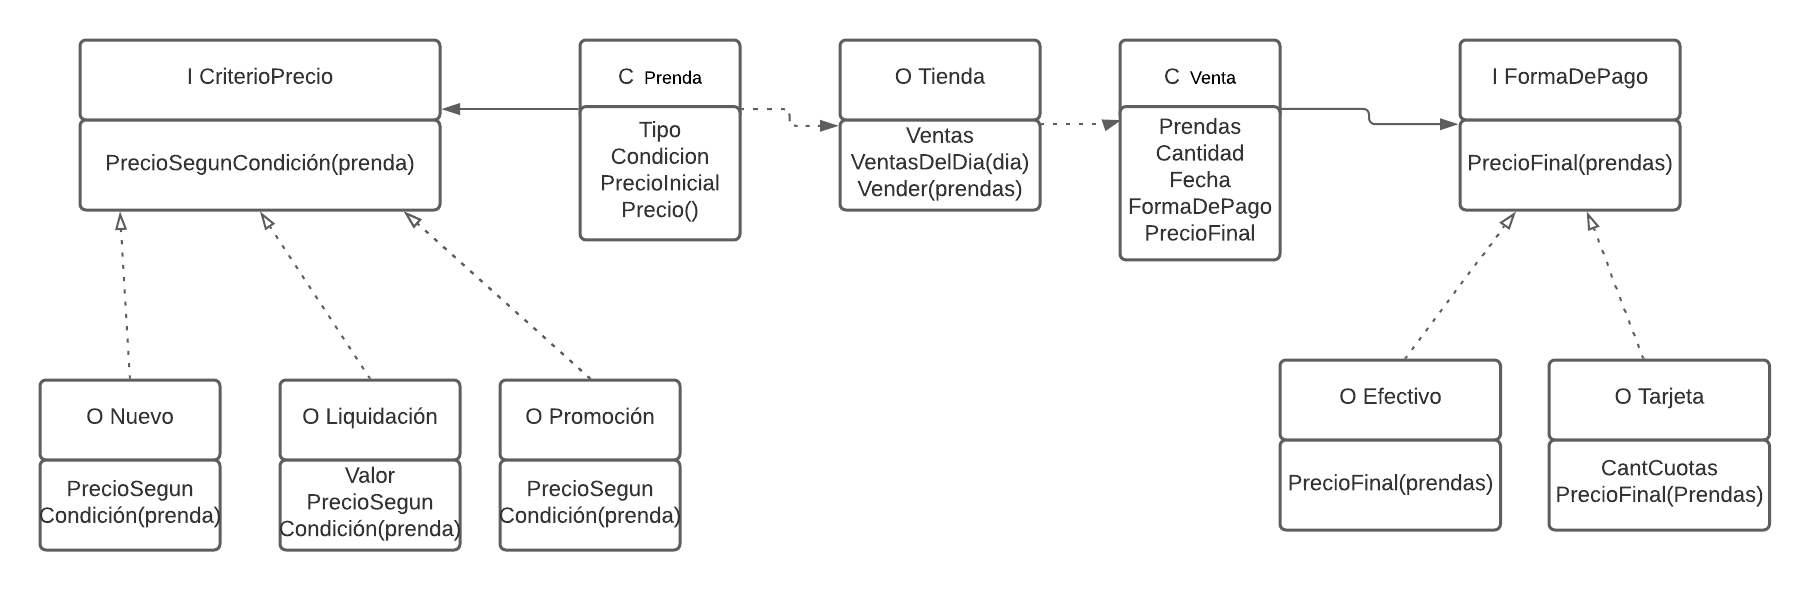 I CriterioPrecio
PrecioSegunCondición(prenda)
C Prenda
Tipo
Condicion
PrecioInicial
Precio()
O Tienda
Ventas
VentasDelDia(dia)
Vender(prendas)
C Venta
Prendas
Cantidad
Fecha
FormaDePago
PrecioFinal
I FormaDePago
PrecioFinal(prendas)
O Nuevo
PrecioSegun
Condición(prenda)
O Liquidación
Valor
PrecioSegun
Condición(prenda)
O Promoción
PrecioSegun
Condición(prenda)
O Efectivo
PrecioFinal(prendas)
O Tarjeta
CantCuotas
PrecioFinal(Prendas)